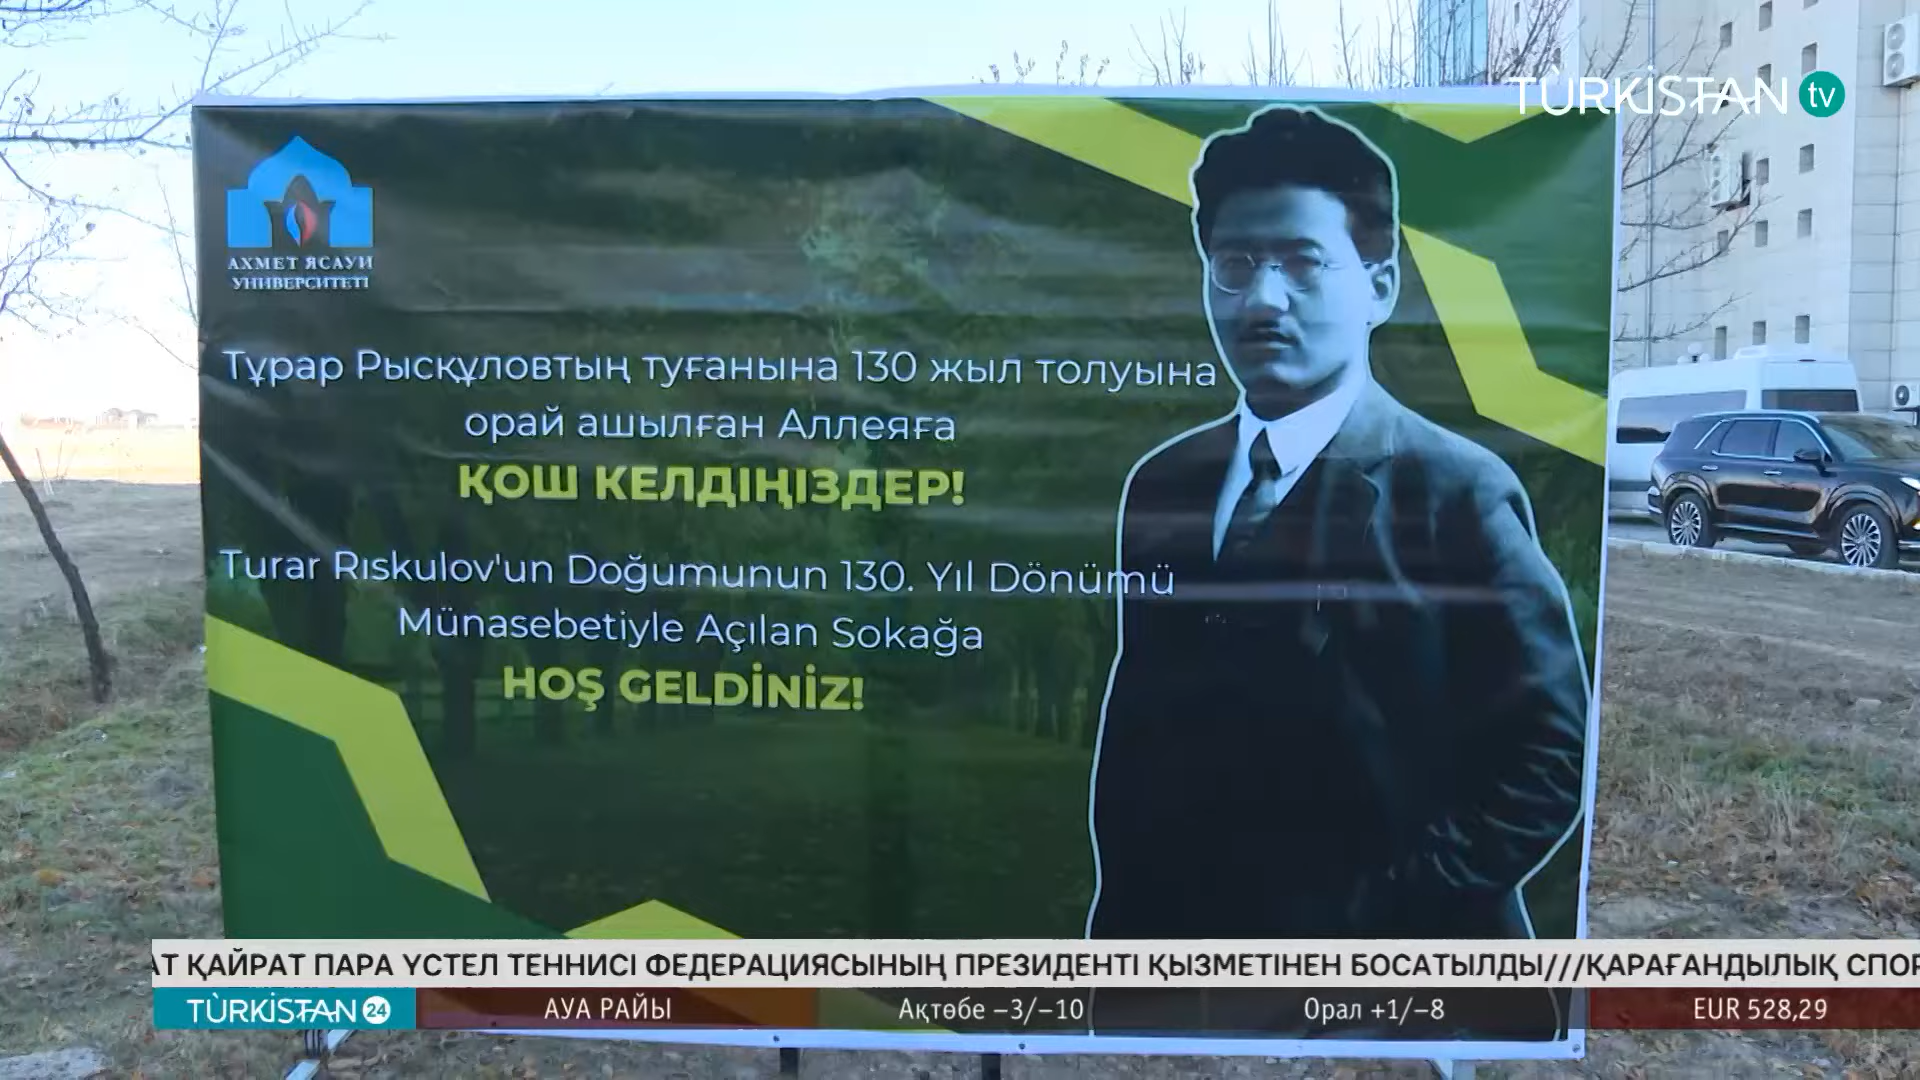 TÜRKİSTAN tv
АХМЕТ ЯСАУИ
УНИВЕРСИТЕТІ
Тұрар Рысқұловтың туғанына 130 жыл толуына
орай ашылған Аллеяға
ҚОШ КЕЛДІҢІЗДЕР!
Turar Rıskulov'un Doğumunun 130. Yıl Dönümü
Münasebetiyle Açılan Sokağa
HOŞ GELDİNİZ!
АТ ҚАЙРАТ ПАРА ҮСТЕЛ ТЕННИСІ ФЕДЕРАЦИЯСЫНЫҢ ПРЕЗИДЕНТІ ҚЫЗМЕТІНЕН БОСАТЫЛДЫ///ҚАРАҒАНДЫЛЫҚ СПОР
TÜRKİSTAN 24 АУА РАЙЫ Ақтөбе –3/–10 Орал +1/–8 EUR 528,29